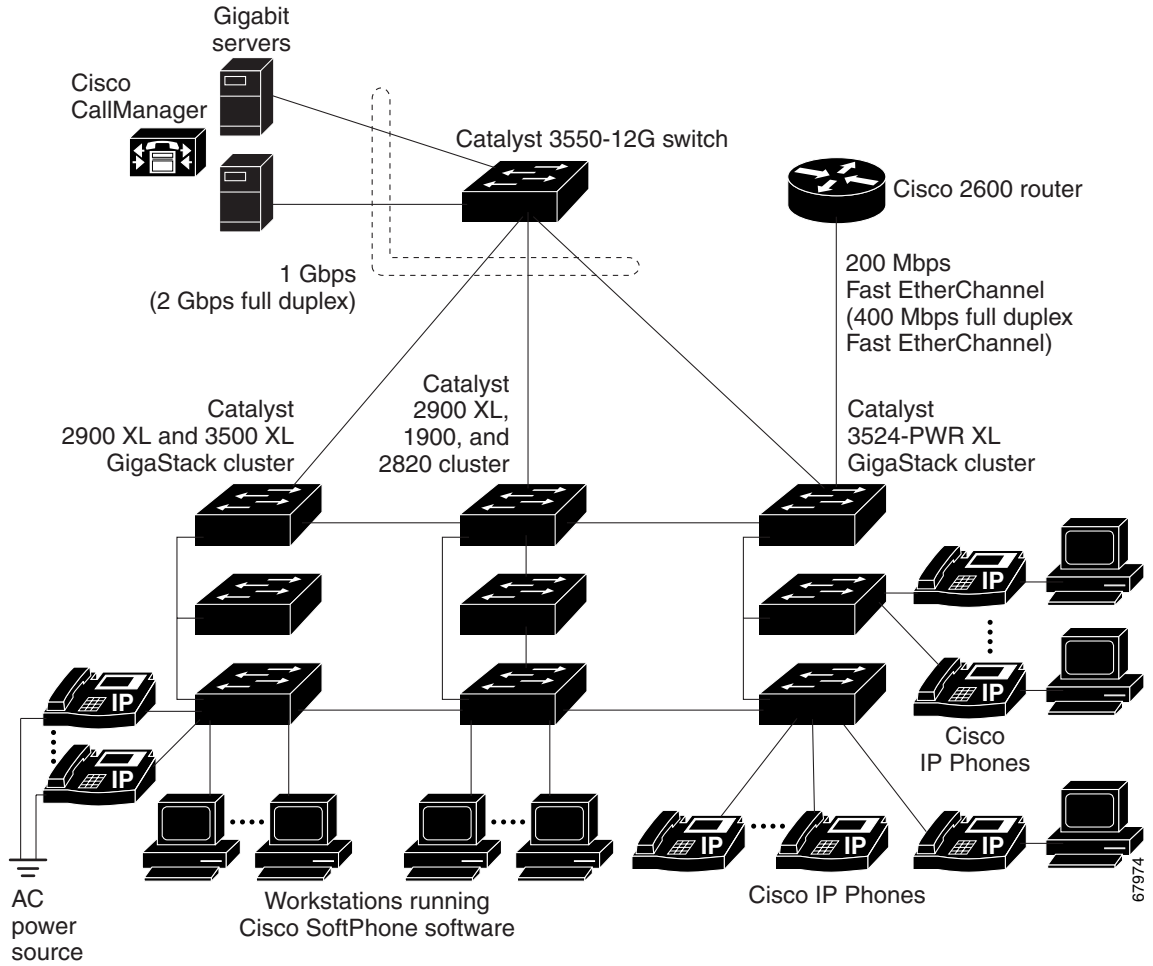 Gigabit
servers
Cisco
CallManager
Catalyst 3550-12G switch
Cisco 2600 router
1 Gbps
(2 Gbps full duplex)
200 Mbps
Fast EtherChannel
(400 Mbps full duplex
Fast EtherChannel)
Catalyst
2900 XL and 3500 XL
GigaStack cluster
Catalyst
2900 XL,
1900, and
2820 cluster
Catalyst
3524-PWR XL
GigaStack cluster
IP
IP
IP
IP
Cisco
IP Phones
IP
IP
IP
AC
power
source
Workstations running
Cisco SoftPhone software
Cisco IP Phones
67974